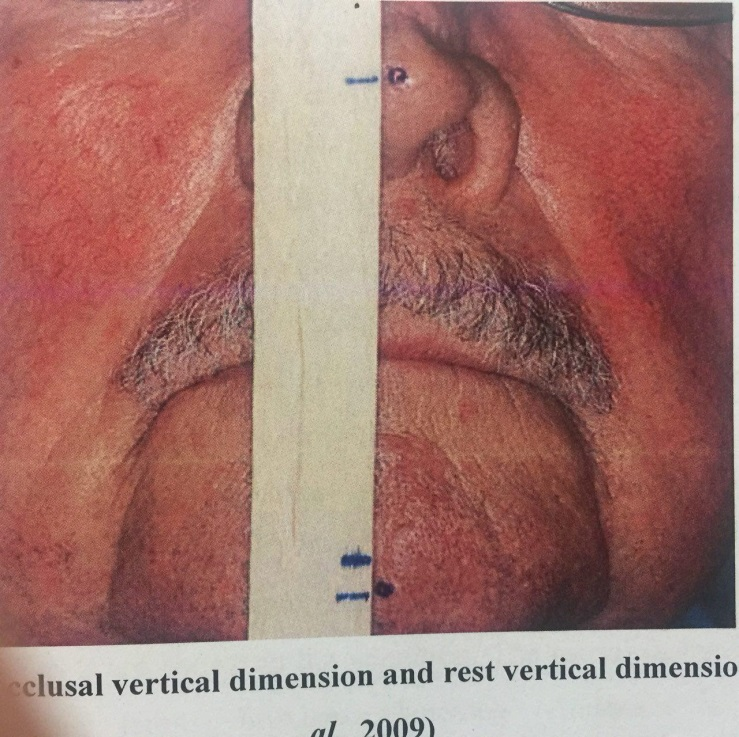 cclusal vertical dimension and rest vertical dimensio
al., 2009)